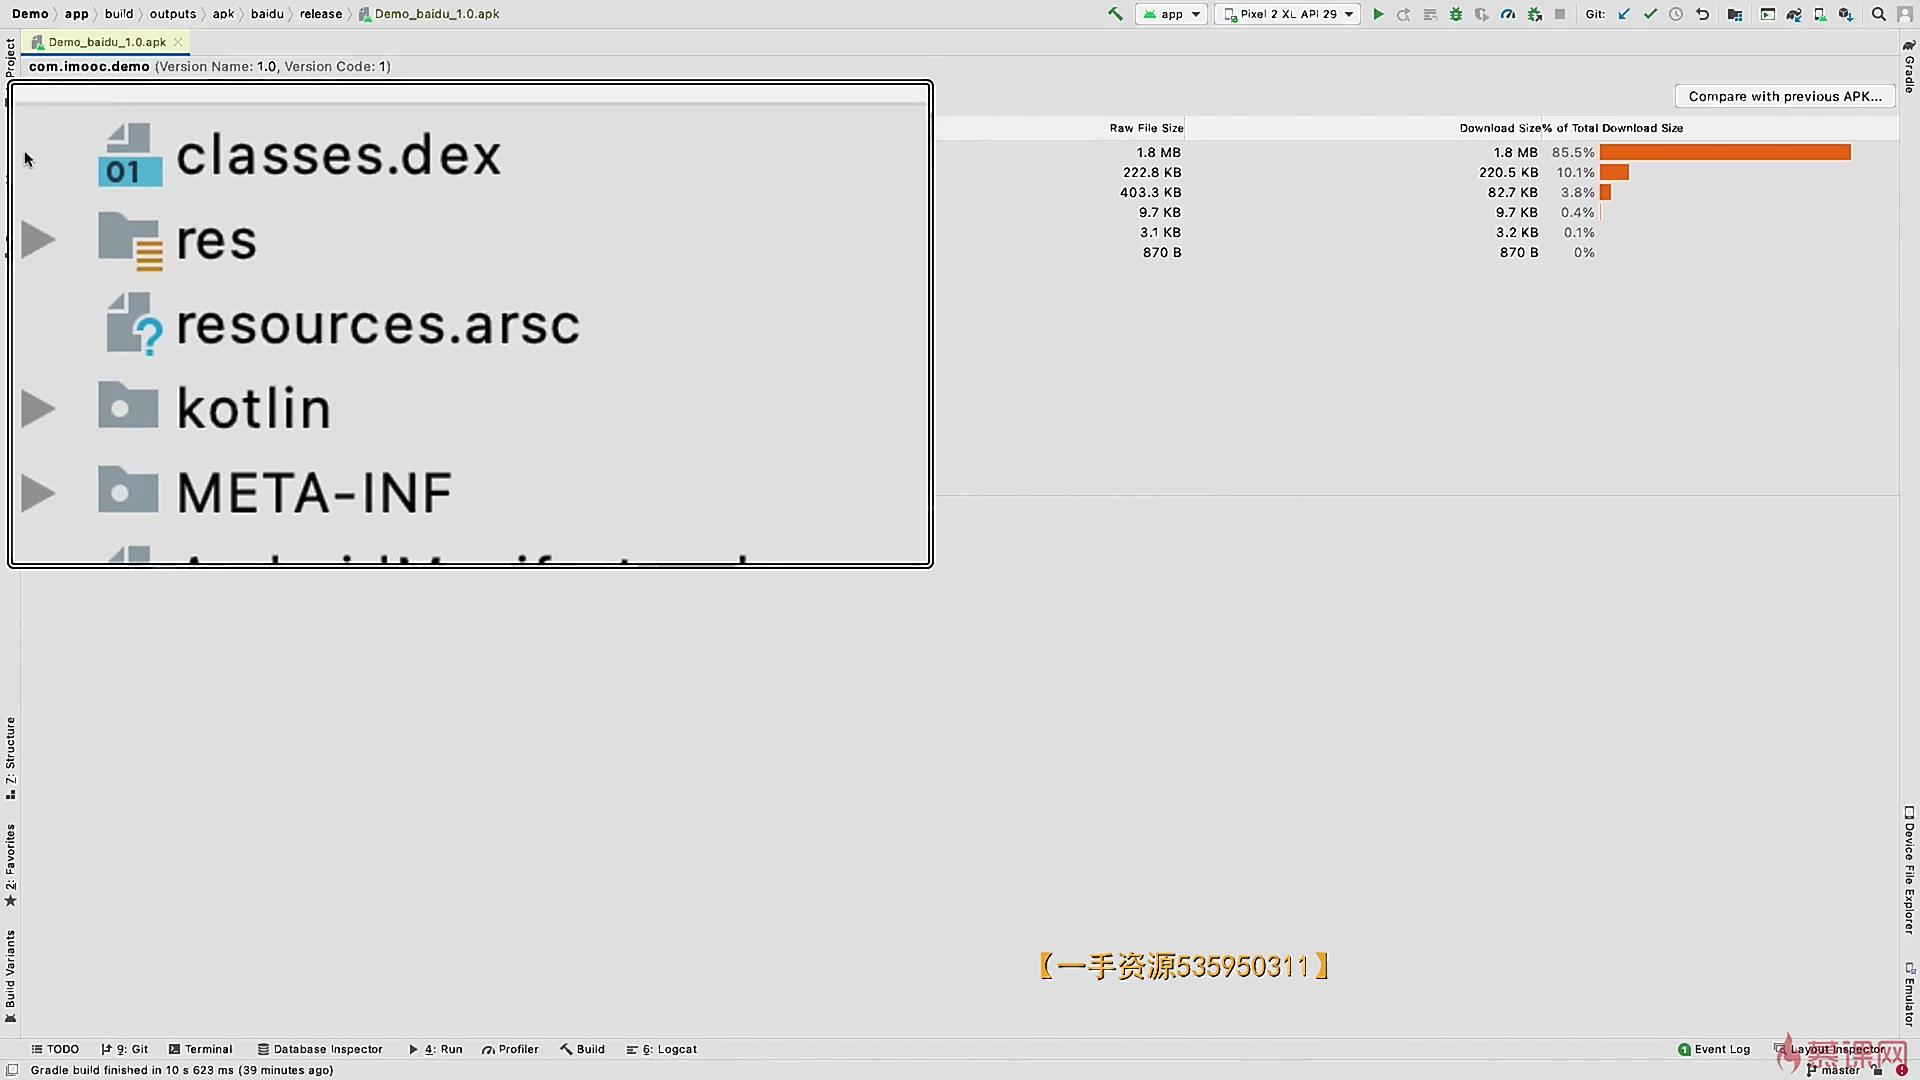 Demo app build outputs apk baidu release Demo_baidu_1.0.apk
app Pixel 2 XL API 29 Git:
Demo_baidu_1.0.apk
com.imooc.demo (Version Name: 1.0, Version Code: 1)
Compare with previous APK...
Raw File Size Download Size % of Total Download Size
classes.dex 1.8 MB 1.8 MB 85.5%
res 222.8 KB 220.5 KB 10.1%
resources.arsc 403.3 KB 82.7 KB 3.8%
kotlin 9.7 KB 9.7 KB 0.4%
META-INF 3.1 KB 3.2 KB 0.1%
870 B 870 B 0%
01
Project
Z: Structure
2: Favorites
Build Variants
Gradle
Device File Explorer
Emulator
【一手资源535950311】
TODO 9: Git Terminal Database Inspector 4: Run Profiler Build 6: Logcat
1 Event Log Layout Inspector
慕课网
Gradle build finished in 10 s 623 ms (39 minutes ago)
master